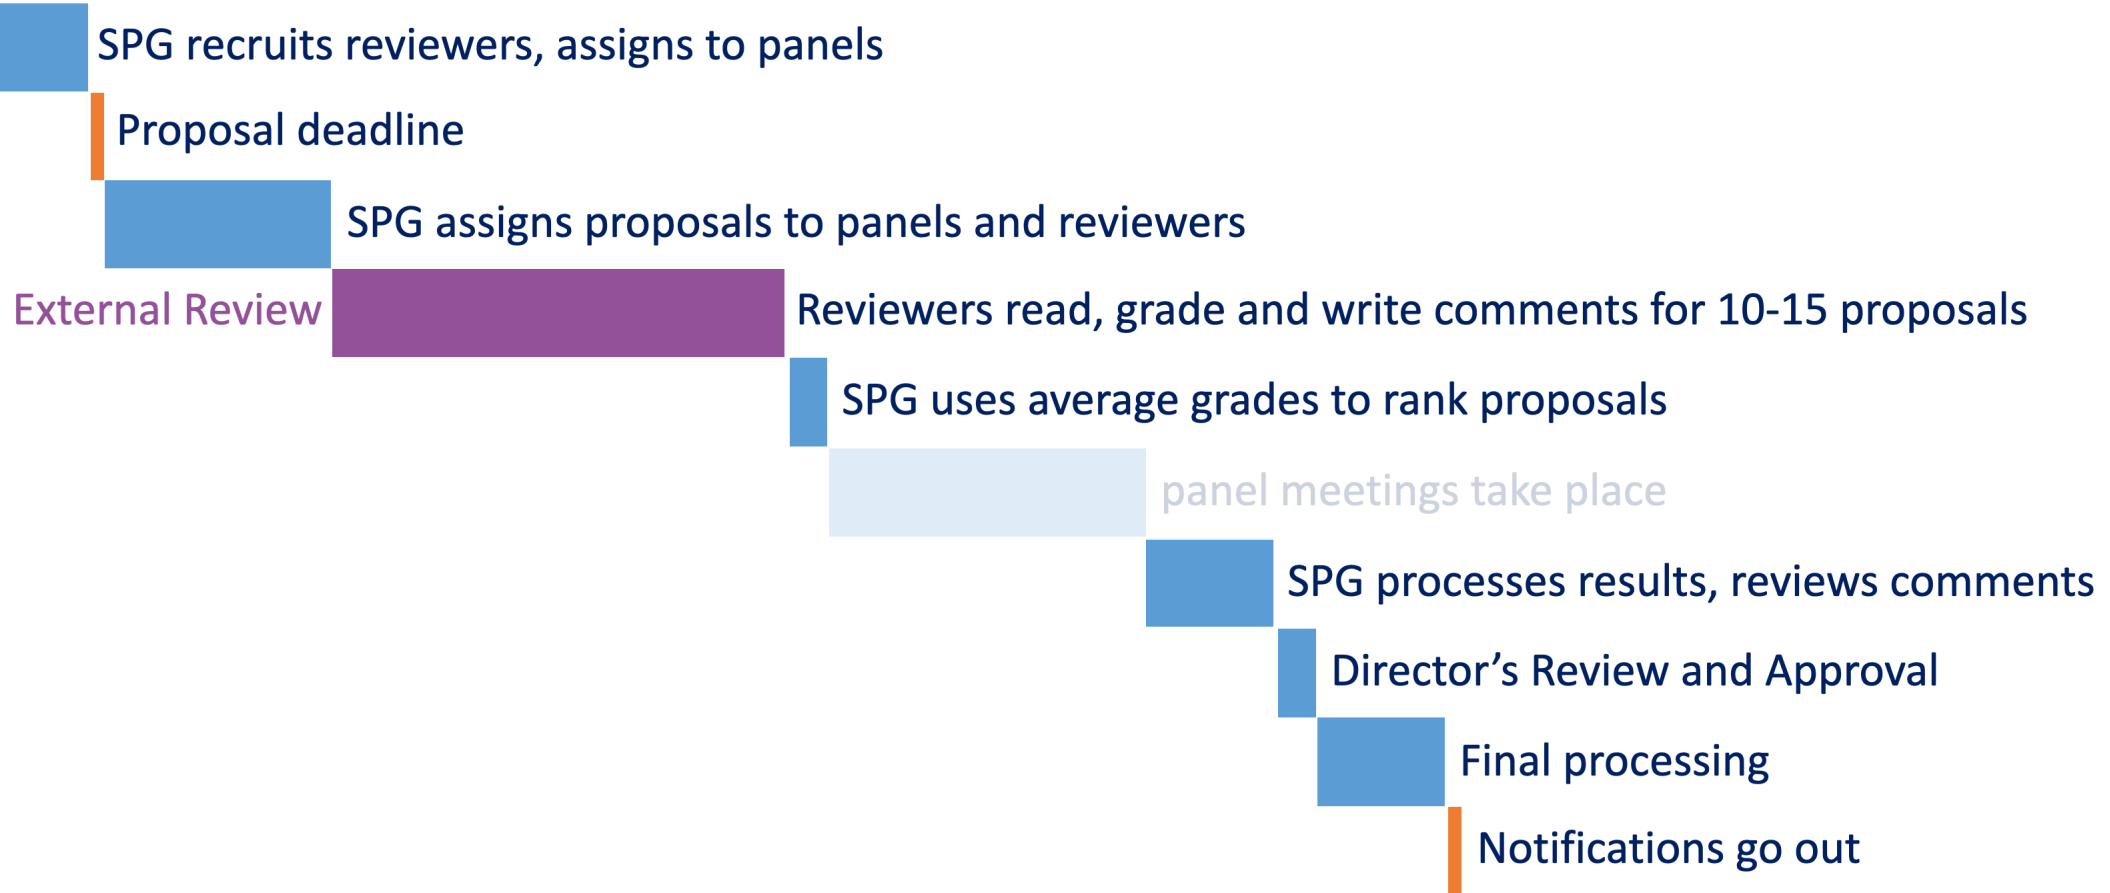 SPG recruits reviewers, assigns to panels
Proposal deadline
SPG assigns proposals to panels and reviewers
External Review
Reviewers read, grade and write comments for 10-15 proposals
SPG uses average grades to rank proposals
panel meetings take place
SPG processes results, reviews comments
Director’s Review and Approval
Final processing
Notifications go out